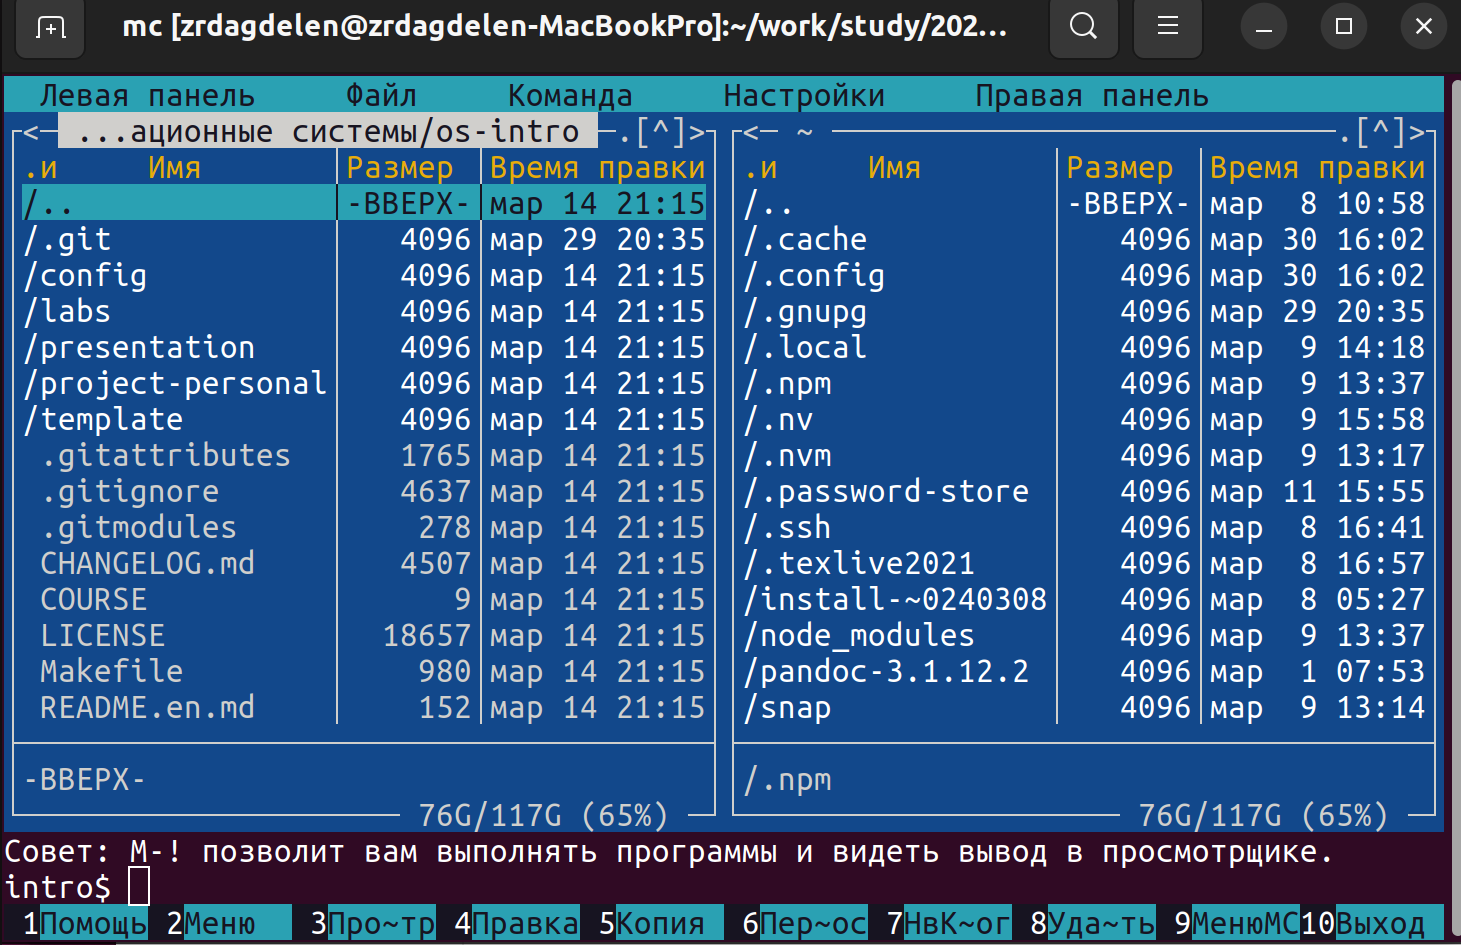 mc [zrdagdelen@zrdagdelen-MacBookPro]:~/work/study/202...
Левая панель Файл Команда Настройки Правая панель
<─ ...ационные системы/os-intro ─.[^]> <─ ~ ─.[^]>
.и Имя Размер Время правки .и Имя Размер Время правки
/.. -ВВЕРХ- мар 14 21:15 /.. -ВВЕРХ- мар 8 10:58
/.git 4096 мар 29 20:35 /.cache 4096 мар 30 16:02
/config 4096 мар 14 21:15 /.config 4096 мар 30 16:02
/labs 4096 мар 14 21:15 /.gnupg 4096 мар 29 20:35
/presentation 4096 мар 14 21:15 /.local 4096 мар 9 14:18
/project-personal 4096 мар 14 21:15 /.npm 4096 мар 9 13:37
/template 4096 мар 14 21:15 /.nv 4096 мар 9 15:58
.gitattributes 1765 мар 14 21:15 /.nvm 4096 мар 9 13:17
.gitignore 4637 мар 14 21:15 /.password-store 4096 мар 11 15:55
.gitmodules 278 мар 14 21:15 /.ssh 4096 мар 8 16:41
CHANGELOG.md 4507 мар 14 21:15 /.texlive2021 4096 мар 8 16:57
COURSE 9 мар 14 21:15 /install-~0240308 4096 мар 8 05:27
LICENSE 18657 мар 14 21:15 /node_modules 4096 мар 9 13:37
Makefile 980 мар 14 21:15 /pandoc-3.1.12.2 4096 мар 1 07:53
README.en.md 152 мар 14 21:15 /snap 4096 мар 9 13:14
-ВВЕРХ- /.npm
76G/117G (65%) 76G/117G (65%)
Совет: M-! позволит вам выполнять программы и видеть вывод в просмотрщике.
intro$
1Помощь 2Меню 3Про~тр 4Правка 5Копия 6Пер~ос 7НвК~ог 8Уда~ть 9МенюMC 10Выход